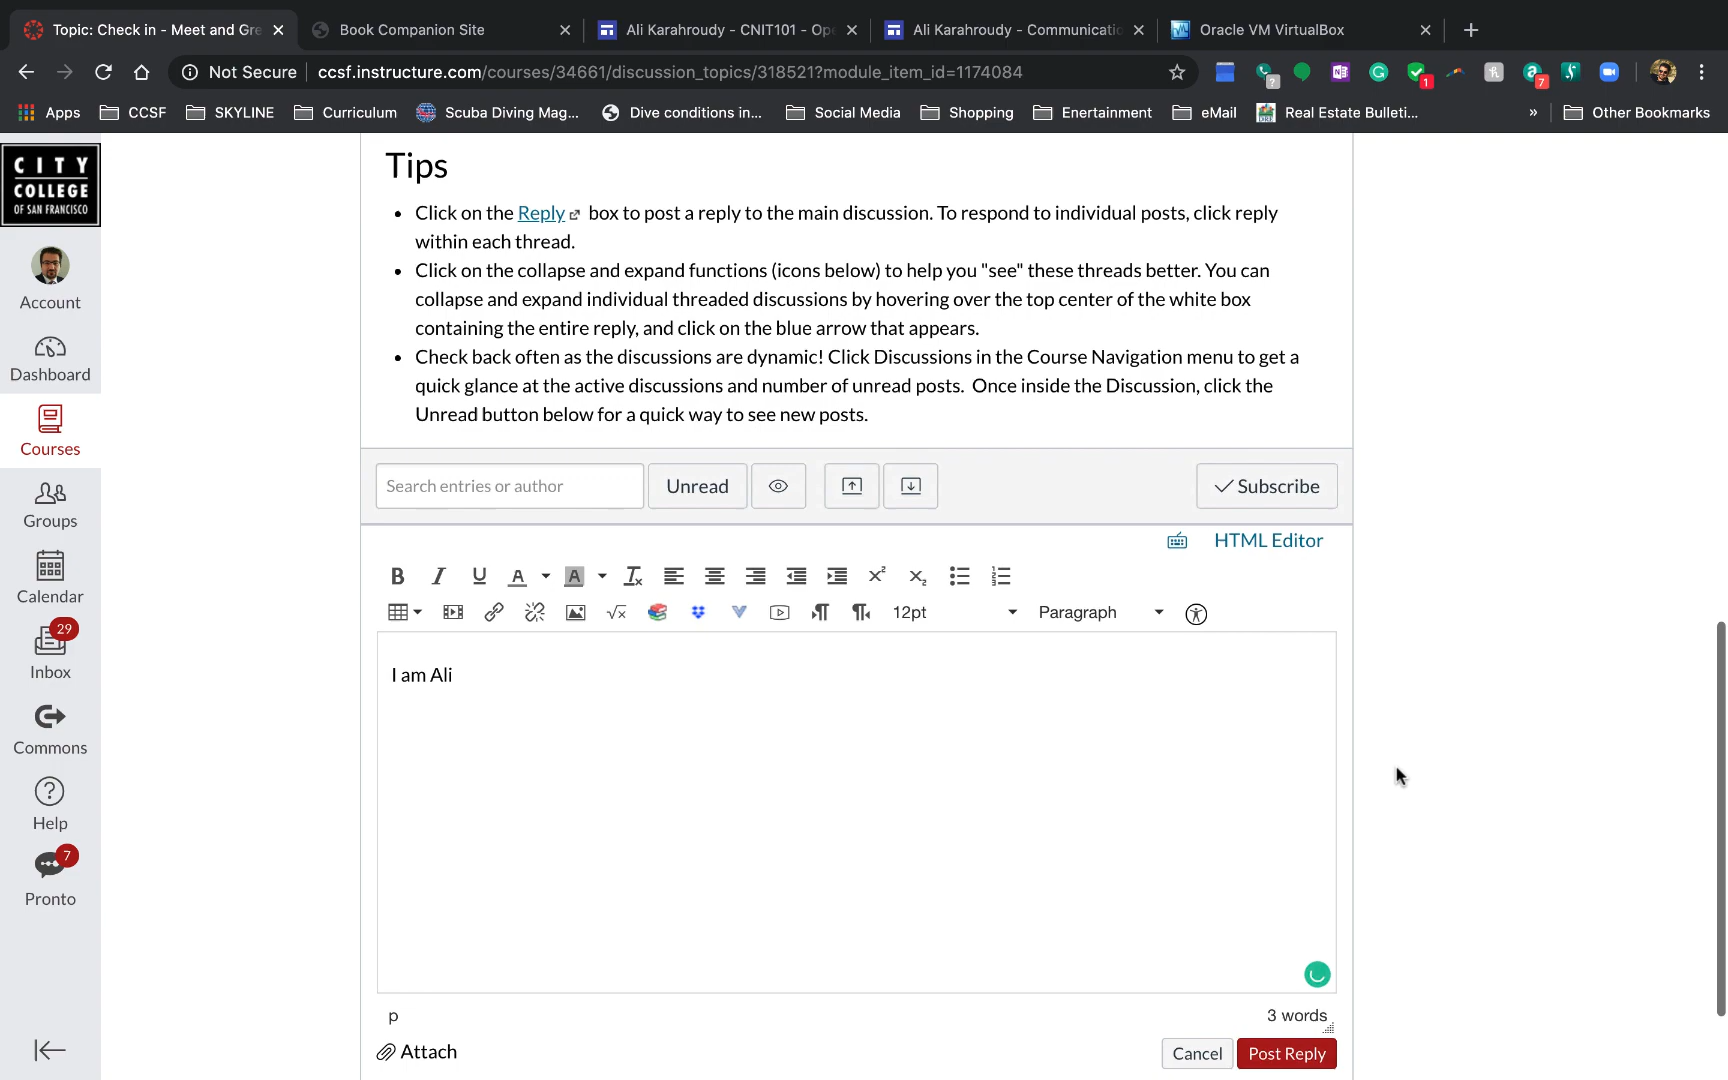 Topic: Check in - Meet and Gre
Book Companion Site
Ali Karahroudy - CNIT101 - Op
Ali Karahroudy - Communicatio
Oracle VM VirtualBox
Not Secure
ccsf.instructure.com/courses/34661/discussion_topics/318521?module_item_id=1174084
?
1
7
Apps
CCSF
SKYLINE
Curriculum
Scuba Diving Mag...
Dive conditions in...
Social Media
Shopping
Enertainment
eMail
Real Estate Bulleti...
»
Other Bookmarks
CITY
COLLEGE
OF SAN FRANCISCO
Account
Dashboard
Courses
Groups
Calendar
29
Inbox
Commons
Help
7
Pronto
Tips
• Click on the Reply box to post a reply to the main discussion. To respond to individual posts, click reply
within each thread.
• Click on the collapse and expand functions (icons below) to help you "see" these threads better. You can
collapse and expand individual threaded discussions by hovering over the top center of the white box
containing the entire reply, and click on the blue arrow that appears.
• Check back often as the discussions are dynamic! Click Discussions in the Course Navigation menu to get a
quick glance at the active discussions and number of unread posts. Once inside the Discussion, click the
Unread button below for a quick way to see new posts.
Search entries or author
Unread
Subscribe
HTML Editor
12pt
Paragraph
I am Ali
p
3 words
Attach
Cancel
Post Reply